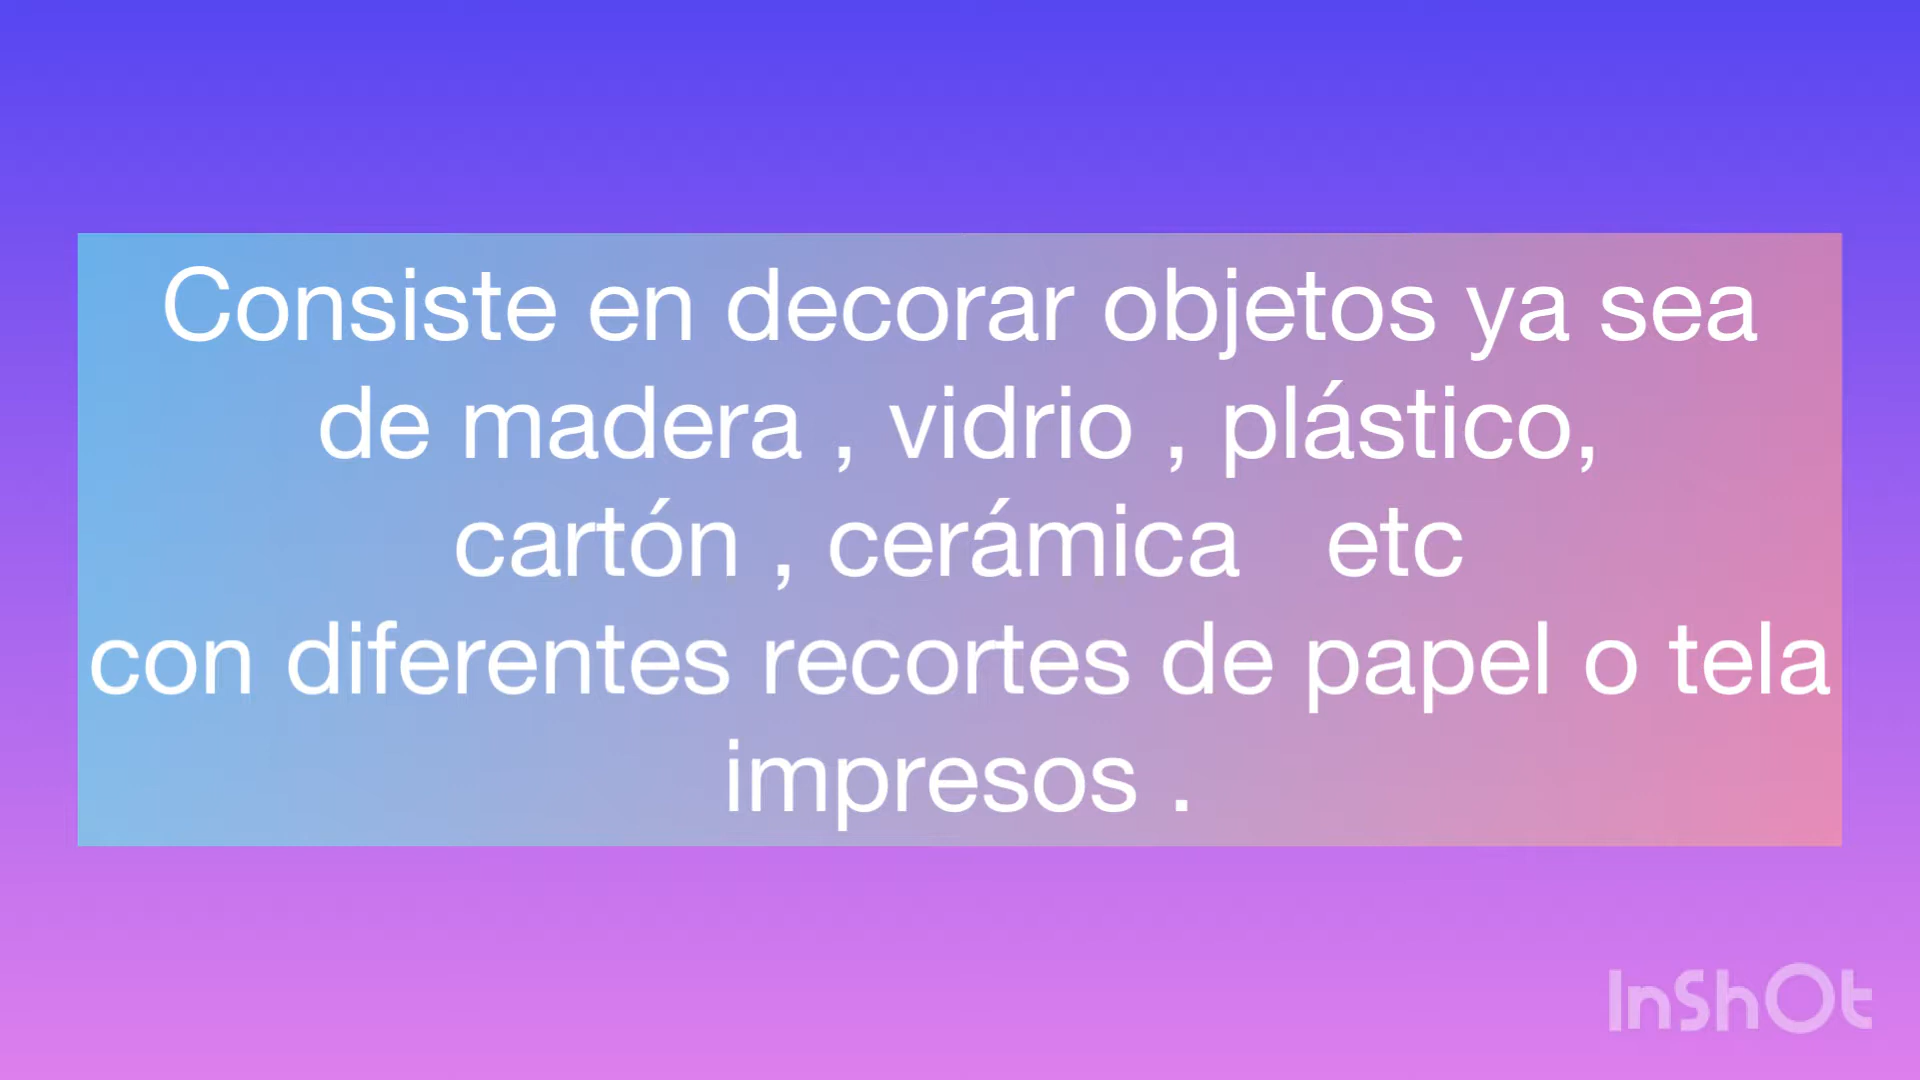 Consiste en decorar objetos ya sea
de madera , vidrio , plástico,
cartón , cerámica   etc
con diferentes recortes de papel o tela
impresos .
InShOt